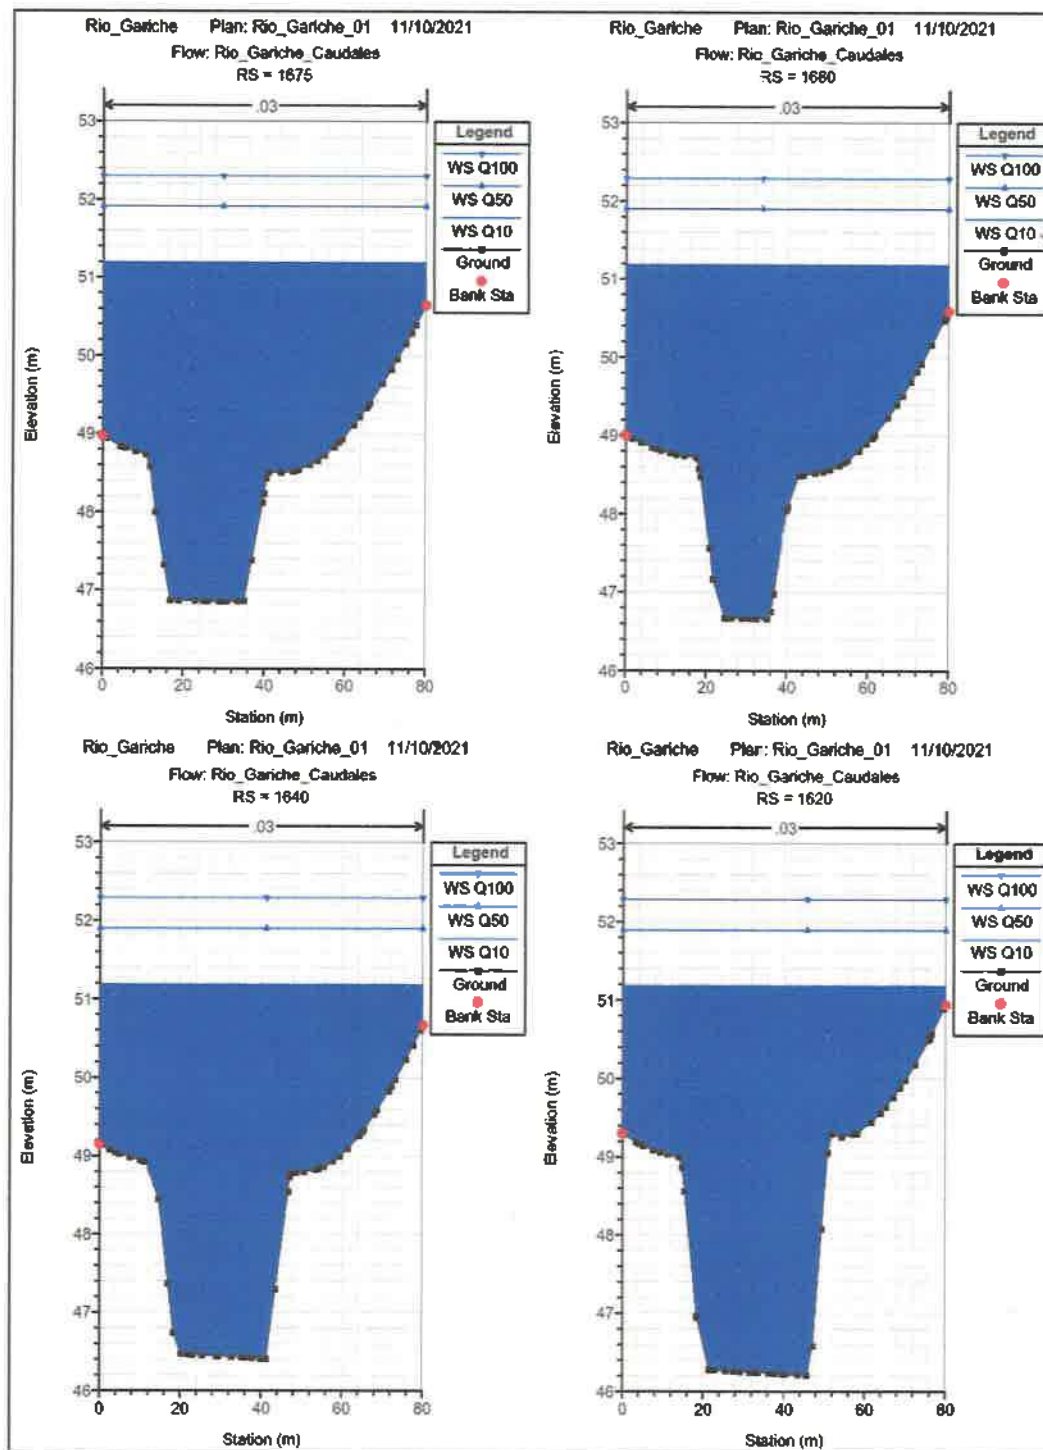 Rio_Gariche Plan: Rio_Gariche_01 11/10/2021
Flow: Rio_Gariche_Caudales
RS = 1675
.03
53
52
51
50
49
48
47
46
Elevation (m)
0 20 40 60 80
Station (m)
Legend
WS Q100
WS Q50
WS Q10
Ground
Bank Sta
Rio_Gariche Plan: Rio_Gariche_01 11/10/2021
Flow: Rio_Gariche_Caudales
RS = 1660
.03
53
52
51
50
49
48
47
46
Elevation (m)
0 20 40 60 80
Station (m)
Legend
WS Q100
WS Q50
WS Q10
Ground
Bank Sta
Rio_Gariche Plan: Rio_Gariche_01 11/10/2021
Flow: Rio_Gariche_Caudales
RS = 1640
.03
53
52
51
50
49
48
47
46
Elevation (m)
0 20 40 60 80
Station (m)
Legend
WS Q100
WS Q50
WS Q10
Ground
Bank Sta
Rio_Gariche Plan: Rio_Gariche_01 11/10/2021
Flow: Rio_Gariche_Caudales
RS = 1620
.03
53
52
51
50
49
48
47
46
Elevation (m)
0 20 40 60 80
Station (m)
Legend
WS Q100
WS Q50
WS Q10
Ground
Bank Sta